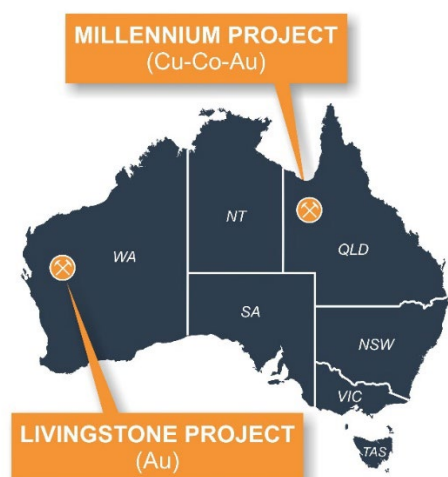 MILLENNIUM PROJECT
(Cu-Co-Au)
NT
WA
QLD
SA
NSW
VIC
TAS
LIVINGSTONE PROJECT
(Au)